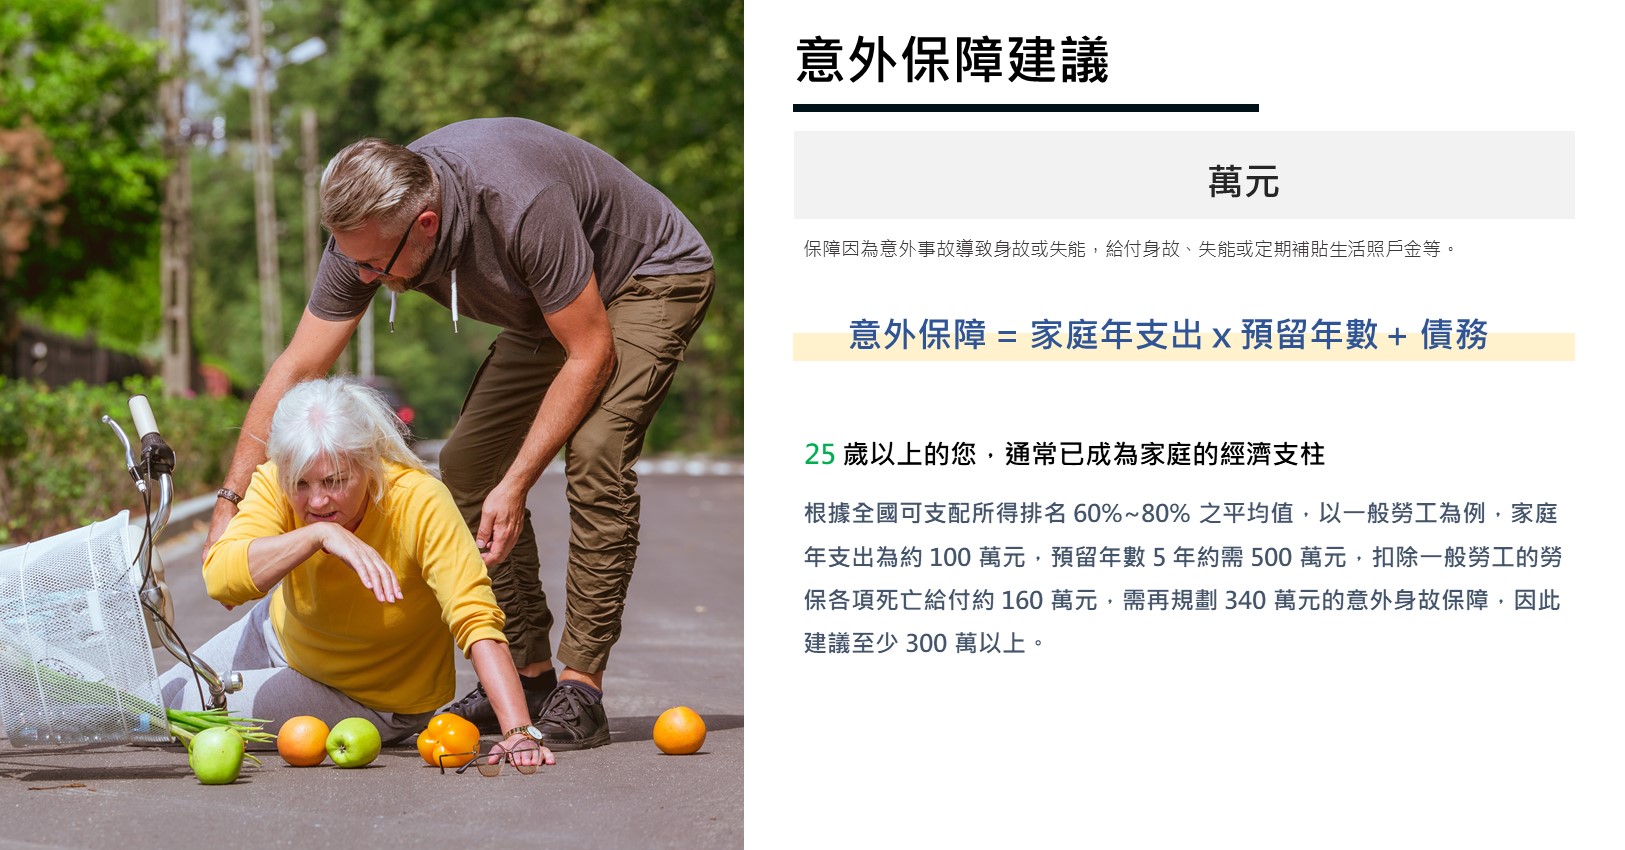 意外保障建議
萬元
保障因為意外事故導致身故或失能，給付身故、失能或定期補貼生活照戶金等。
意外保障 = 家庭年支出 x 預留年數 + 債務
25 歲以上的您，通常已成為家庭的經濟支柱
根據全國可支配所得排名 60%~80% 之平均值，以一般勞工為例，家庭
年支出為約 100 萬元，預留年數 5 年約需 500 萬元，扣除一般勞工的勞
保各項死亡給付約 160 萬元，需再規劃 340 萬元的意外身故保障，因此
建議至少 300 萬以上。